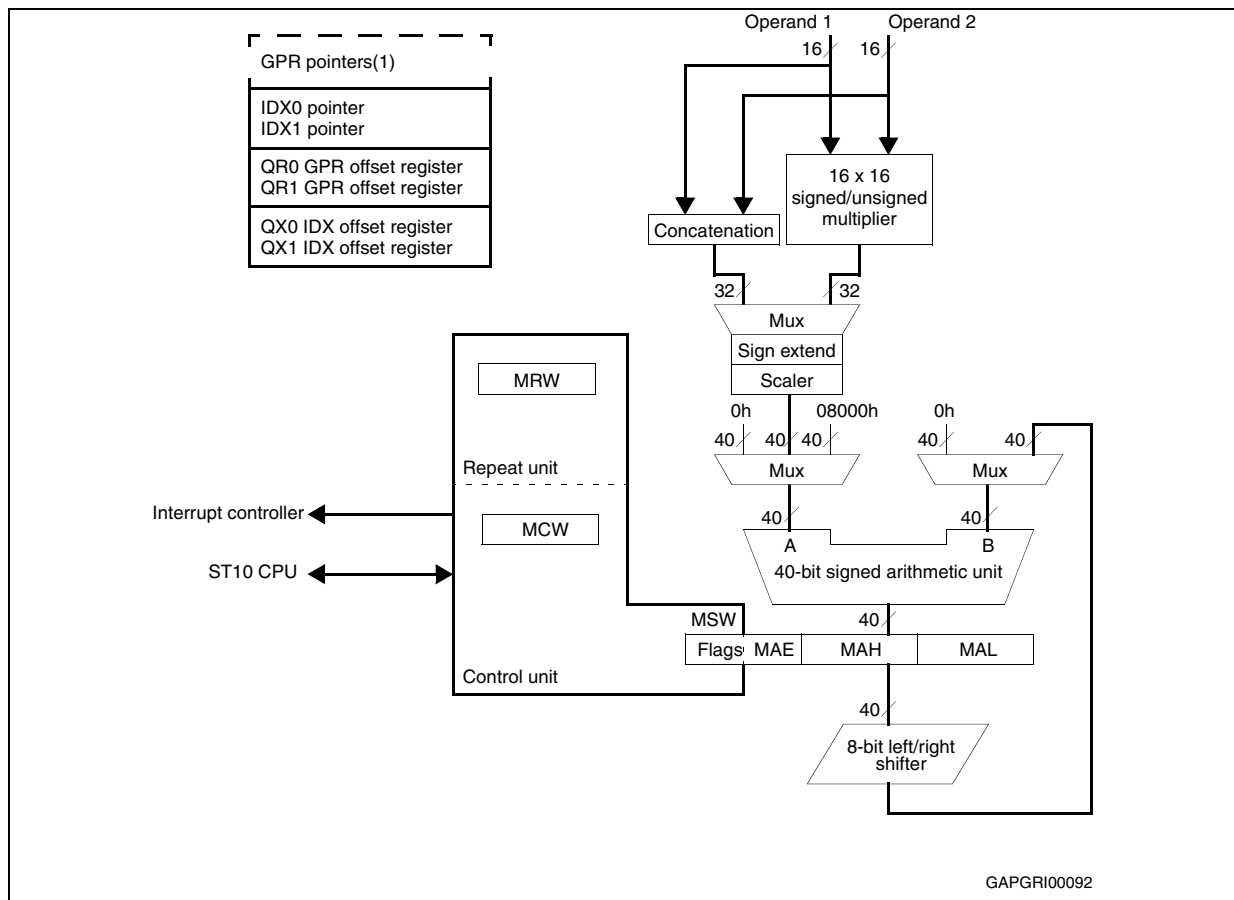 Operand 1 Operand 2
16 16
GPR pointers(1)
IDX0 pointer
IDX1 pointer
QR0 GPR offset register
QR1 GPR offset register
QX0 IDX offset register
QX1 IDX offset register
16 x 16
signed/unsigned
multiplier
Concatenation
32 32
Mux
Sign extend
Scaler
0h 08000h 0h
40 40 40 40 40
Mux Mux
40 40
A B
40-bit signed arithmetic unit
40
MRW
Repeat unit
MCW
Interrupt controller
ST10 CPU
Control unit
MSW
Flags MAE MAH MAL
40
8-bit left/right
shifter
GAPGRI00092